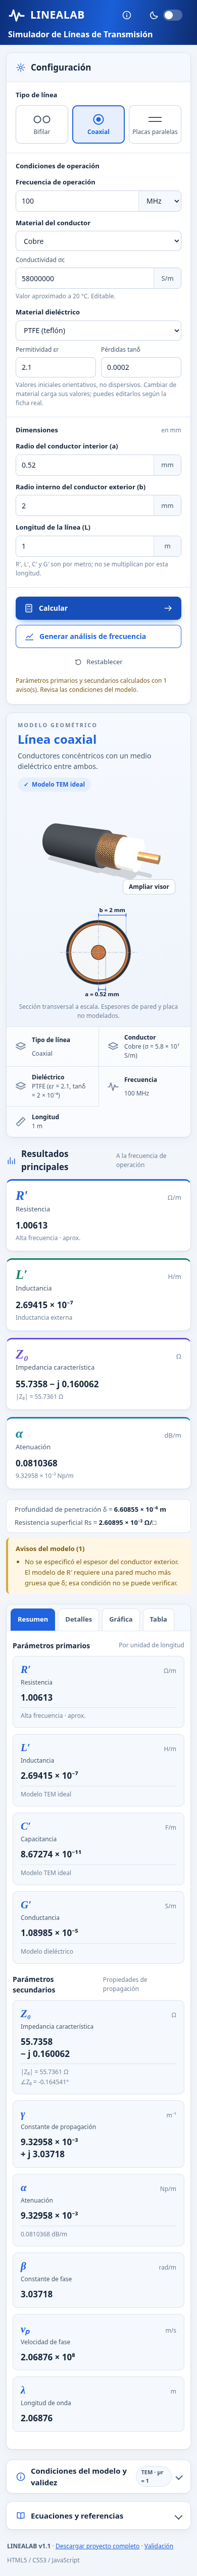 LINEALAB
Simulador de Líneas de Transmisión
Configuración
Tipo de línea
Bifilar
Coaxial
Placas paralelas
Condiciones de operación
Frecuencia de operación
100
MHz
Material del conductor
Cobre
Conductividad σc
58000000
S/m
Valor aproximado a 20 °C. Editable.
Material dieléctrico
PTFE (teflón)
Permitividad εr
Pérdidas tanδ
2.1
0.0002
Valores iniciales orientativos, no dispersivos. Cambiar de
material carga sus valores; puedes editarlos según la
ficha real.
Dimensiones
en mm
Radio del conductor interior (a)
0.52
mm
Radio interno del conductor exterior (b)
2
mm
Longitud de la línea (L)
1
m
R', L', C' y G' son por metro; no se multiplican por esta
longitud.
Calcular
Generar análisis de frecuencia
Restablecer
Parámetros primarios y secundarios calculados con 1
aviso(s). Revisa las condiciones del modelo.
MODELO GEOMÉTRICO
Línea coaxial
Conductores concéntricos con un medio
dieléctrico entre ambos.
✓ Modelo TEM ideal
Ampliar visor
b = 2 mm
a = 0.52 mm
Sección transversal a escala. Espesores de pared y placa
no modelados.
Tipo de línea
Coaxial
Conductor
Cobre (σ = 5.8 × 10⁷
S/m)
Dieléctrico
PTFE (εr = 2.1, tanδ
= 2 × 10⁻⁴)
Frecuencia
100 MHz
Longitud
1 m
Resultados
principales
A la frecuencia de
operación
R'
Ω/m
Resistencia
1.00613
Alta frecuencia · aprox.
L'
H/m
Inductancia
2.69415 × 10⁻⁷
Inductancia externa
Z₀
Ω
Impedancia característica
55.7358 − j 0.160062
|Z₀| = 55.7361 Ω
α
dB/m
Atenuación
0.0810368
9.32958 × 10⁻³ Np/m
Profundidad de penetración δ = 6.60855 × 10⁻⁶ m
Resistencia superficial Rs = 2.60895 × 10⁻³ Ω/□
Avisos del modelo (1)
• No se especificó el espesor del conductor exterior.
El modelo de R' requiere una pared mucho más
gruesa que δ; esa condición no se puede verificar.
Resumen
Detalles
Gráfica
Tabla
Parámetros primarios
Por unidad de longitud
R'
Ω/m
Resistencia
1.00613
Alta frecuencia · aprox.
L'
H/m
Inductancia
2.69415 × 10⁻⁷
Modelo TEM ideal
C'
F/m
Capacitancia
8.67274 × 10⁻¹¹
Modelo TEM ideal
G'
S/m
Conductancia
1.08985 × 10⁻⁵
Modelo dieléctrico
Parámetros
secundarios
Propiedades de
propagación
Z₀
Ω
Impedancia característica
55.7358
− j 0.160062
|Z₀| = 55.7361 Ω
∠Z₀ = -0.164541°
γ
m⁻¹
Constante de propagación
9.32958 × 10⁻³
+ j 3.03718
α
Np/m
Atenuación
9.32958 × 10⁻³
0.0810368 dB/m
β
rad/m
Constante de fase
3.03718
vₚ
m/s
Velocidad de fase
2.06876 × 10⁸
λ
m
Longitud de onda
2.06876
Condiciones del modelo y
validez
TEM · μr
= 1
Ecuaciones y referencias
LINEALAB v1.1 · Descargar proyecto completo · Validación
HTML5 / CSS3 / JavaScript